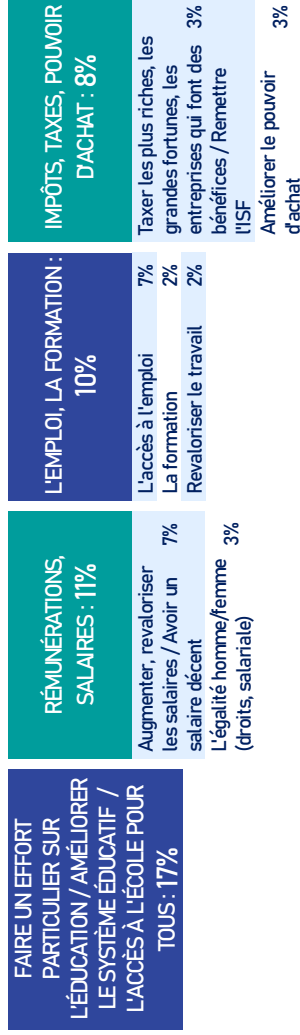 FAIRE UN EFFORT
PARTICULIER SUR
L'ÉDUCATION / AMÉLIORER
LE SYSTÈME ÉDUCATIF /
L'ACCÈS À L'ÉCOLE POUR
TOUS : 17%
RÉMUNÉRATIONS,
SALAIRES : 11%
Augmenter, revaloriser
les salaires / Avoir un 7%
salaire décent
L'égalité homme/femme 3%
(droits, salariale)
L'EMPLOI, LA FORMATION :
10%
L'accès à l'emploi 7%
La formation 2%
Revaloriser le travail 2%
IMPÔTS, TAXES, POUVOIR
D'ACHAT : 8%
Taxer les plus riches, les
grandes fortunes, les
entreprises qui font des 3%
bénéfices / Remettre
l'ISF
Améliorer le pouvoir 3%
d'achat